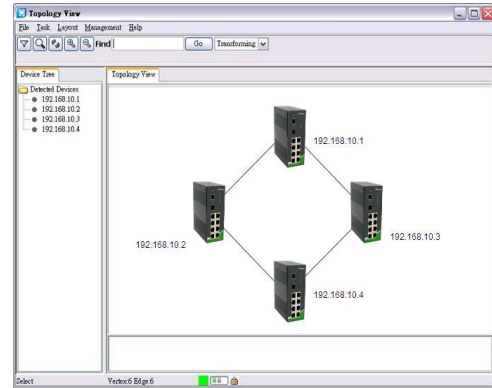 Topology View
File Task Layout Management Help
Find Go Transforming
Device Tree
Topology View
Detected Devices
192.168.10.1
192.168.10.2
192.168.10.3
192.168.10.4
192.168.10.1
192.168.10.2
192.168.10.3
192.168.10.4
Select Vertex:6 Edge:6